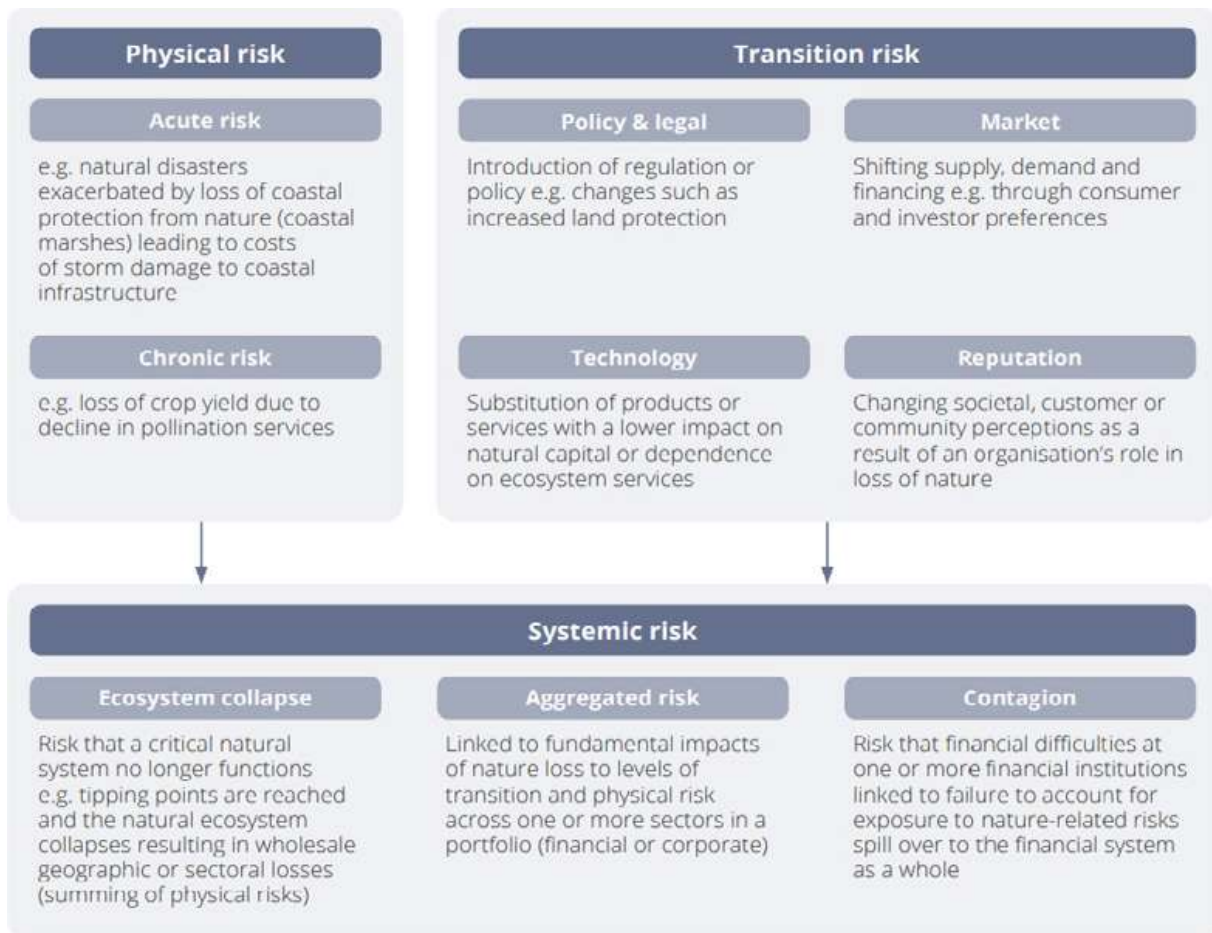 Physical risk
Acute risk
e.g. natural disasters
exacerbated by loss of coastal
protection from nature (coastal
marshes) leading to costs
of storm damage to coastal
infrastructure
Chronic risk
e.g. loss of crop yield due to
decline in pollination services
Transition risk
Policy & legal
Introduction of regulation or
policy e.g. changes such as
increased land protection
Market
Shifting supply, demand and
financing e.g. through consumer
and investor preferences
Technology
Substitution of products or
services with a lower impact on
natural capital or dependence
on ecosystem services
Reputation
Changing societal, customer or
community perceptions as a
result of an organisation's role in
loss of nature
Systemic risk
Ecosystem collapse
Risk that a critical natural
system no longer functions
e.g. tipping points are reached
and the natural ecosystem
collapses resulting in wholesale
geographic or sectoral losses
(summing of physical risks)
Aggregated risk
Linked to fundamental impacts
of nature loss to levels of
transition and physical risk
across one or more sectors in a
portfolio (financial or corporate)
Contagion
Risk that financial difficulties at
one or more financial institutions
linked to failure to account for
exposure to nature-related risks
spill over to the financial system
as a whole